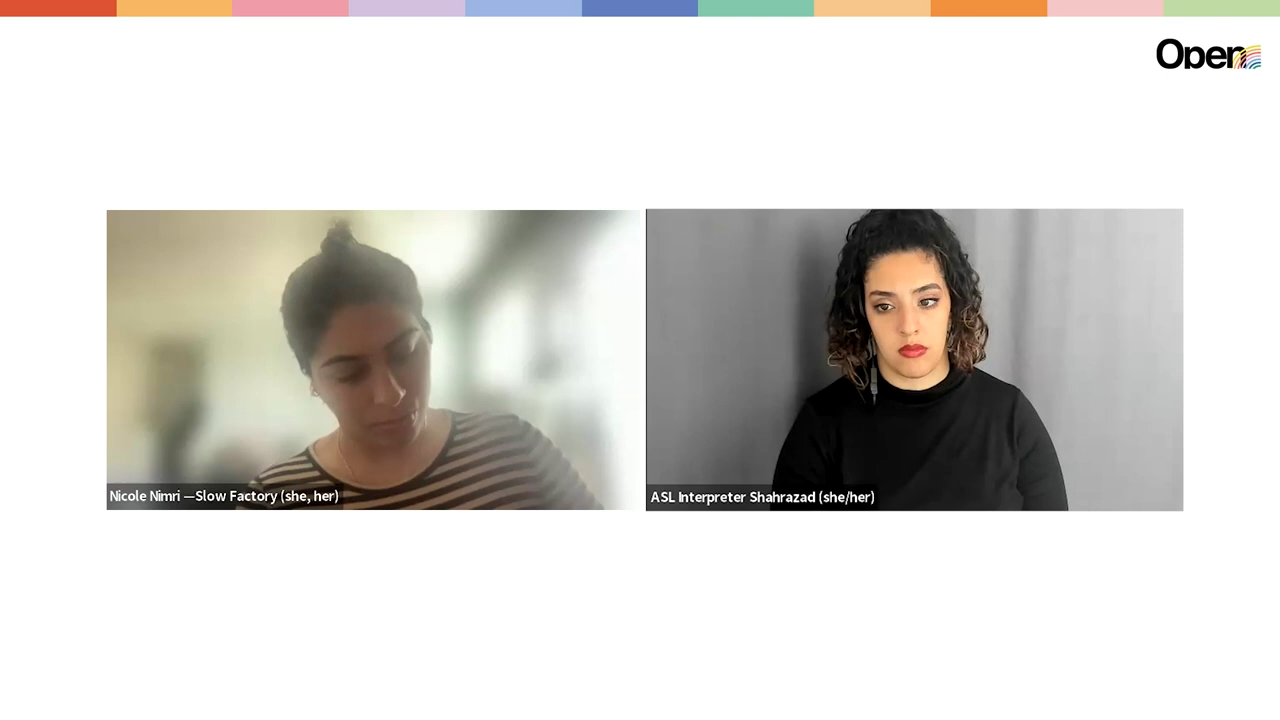 Open
Nicole Nimri —Slow Factory (she, her)
ASL Interpreter Shahrazad (she/her)